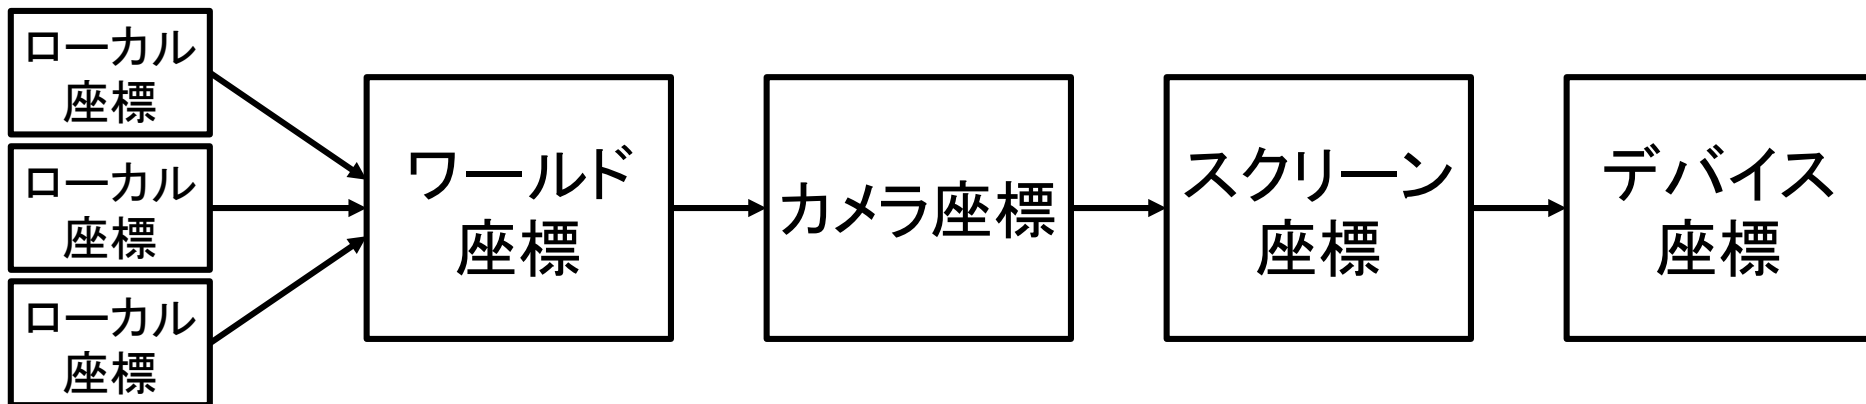 ローカル
座標
ローカル
座標
ローカル
座標
ワールド
座標
カメラ座標
スクリーン
座標
デバイス
座標